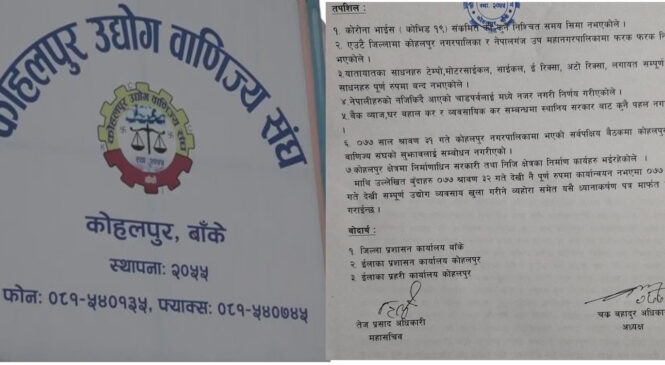 कोहलपुर उद्योग वाणिज्य संघ
कोहलपुर उद्योग वाणिज्य संघ
स्था २०५५
बाँके
कोहलपुर, बाँके
स्थापना: २०५५
फोन: ०८१-५४०१३५, फ्याक्स: ०८१-५४०७४५
तपशिल :
स्था. २०५५
१. कोरोना भाईस (कोभिड १९) संक्रमित को कुनै निश्चित समय सिमा नभएकोले ।
२. एउटै जिल्लामा कोहलपुर नगरपालिका र नेपालगंज उप महानगरपालिकामा फरक फरक
भएकोले ।
३.यातायातका साधनहरु टेम्पो,मोटरसाईकल, साईकल, ई रिक्सा, अटो रिक्सा, लगायत सम्पूर्ण
साधनहरु पूर्ण रुपमा बन्द नभएकोले ।
४.नेपालीहरुको नजिकिदै आएको चाडपर्वलाई मध्ये नजर नगरी निर्णय गरीएकोले ।
५.बैंक व्याज,घर बहाल कर र व्यवसायिक कर सम्बन्धमा स्थानिय सरकार वाट कुनै पहल
६. ०७७ साल श्रावण ३१ गते कोहलपुर नगरपालिकामा भएको सर्वपक्षिय बैठकमा कोहलपुर
वाणिज्य संघको सुझावलाई सम्बोधन नगरीएको ।
७ कोहलपुर क्षेत्रमा निर्माणाधिन सरकारी तथा निजि क्षेत्रका निर्माण कार्यहरु भईरहेकोले ।
माथि उल्लेखित बुंदाहरु ०७७ श्रावण ३२ गते देखी नै पूर्ण रुपमा कार्यान्वयन नभएमा ०७७
गते देखी सम्पूर्ण उद्योग व्यवसाय खुला गरीने व्यहोरा समेत यसै ध्यानाकर्षण पत्र मार्फत
गराईन्छ ।
बोदार्थ :
१ जिल्ला प्रशासन कार्यालय बाँके
२ ईलाका प्रशासन कार्यालय कोहलपुर
३ ईलाका प्रहरी कार्यालय कोहलपुर
तेज प्रसाद अधिकारी
महासचिव
चक्र बहादुर
अध्यक्ष